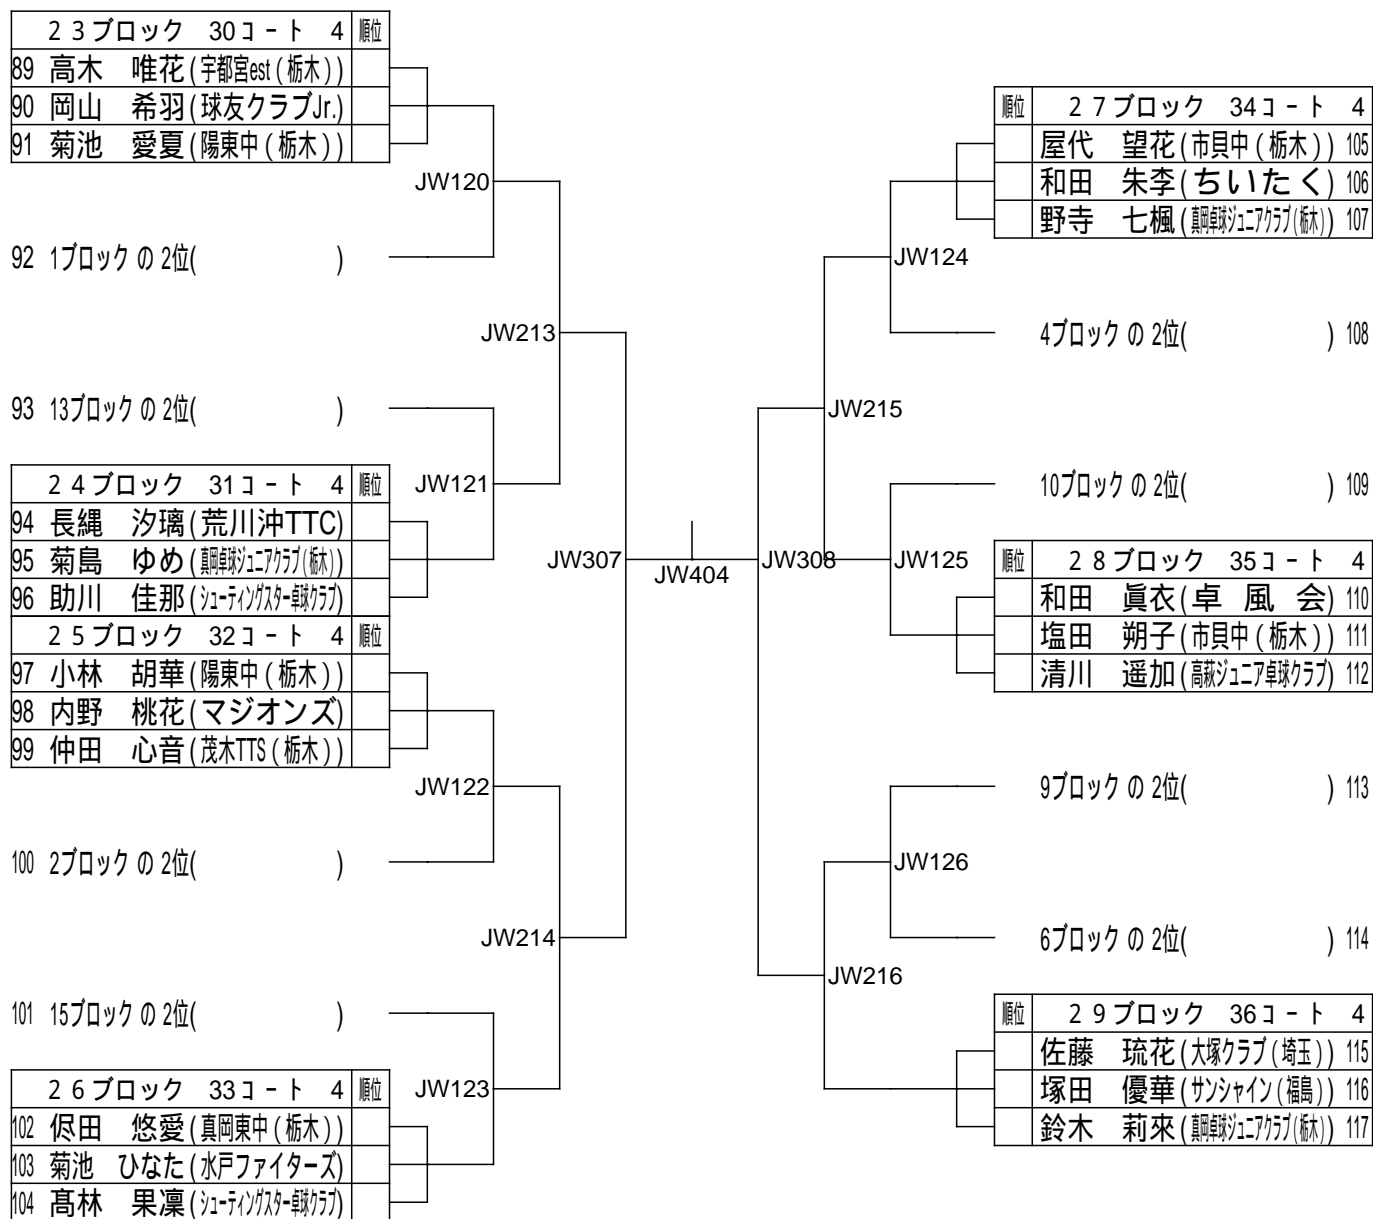 ２３ブロック　30コート　4 順位
89 高木　唯花(宇都宮est(栃木))
90 岡山　希羽(球友クラブJr.)
91 菊池　愛夏(陽東中(栃木))
JW120
92 1ブロック の 2位(　　　　)
JW213
93 13ブロック の 2位(　　　　)
２４ブロック　31コート　4 順位
JW121
94 長縄　汐璃(荒川沖TTC)
95 菊島　ゆめ(真岡卓球ジュニアクラブ(栃木))
96 助川　佳那(シューティングスター卓球クラブ)
JW307
２５ブロック　32コート　4 順位
97 小林　胡華(陽東中(栃木))
98 内野　桃花(マジオンズ)
99 仲田　心音(茂木TTS(栃木))
JW122
100 2ブロック の 2位(　　　　)
JW214
101 15ブロック の 2位(　　　　)
２６ブロック　33コート　4 順位
JW123
102 侭田　悠愛(真岡東中(栃木))
103 菊池　ひなた(水戸ファイターズ)
104 髙林　果凜(シューティングスター卓球クラブ)
JW404
順位 ２７ブロック　34コート　4
屋代　望花(市貝中(栃木)) 105
和田　朱李(ちいたく) 106
野寺　七楓(真岡卓球ジュニアクラブ(栃木)) 107
JW124
4ブロック の 2位(　　　　) 108
JW215
10ブロック の 2位(　　　　) 109
JW308
JW125
順位 ２８ブロック　35コート　4
和田　眞衣(卓 風 会) 110
塩田　朔子(市貝中(栃木)) 111
清川　遥加(高萩ジュニア卓球クラブ) 112
9ブロック の 2位(　　　　) 113
JW126
6ブロック の 2位(　　　　) 114
JW216
順位 ２９ブロック　36コート　4
佐藤　琉花(大塚クラブ(埼玉)) 115
塚田　優華(サンシャイン(福島)) 116
鈴木　莉來(真岡卓球ジュニアクラブ(栃木)) 117